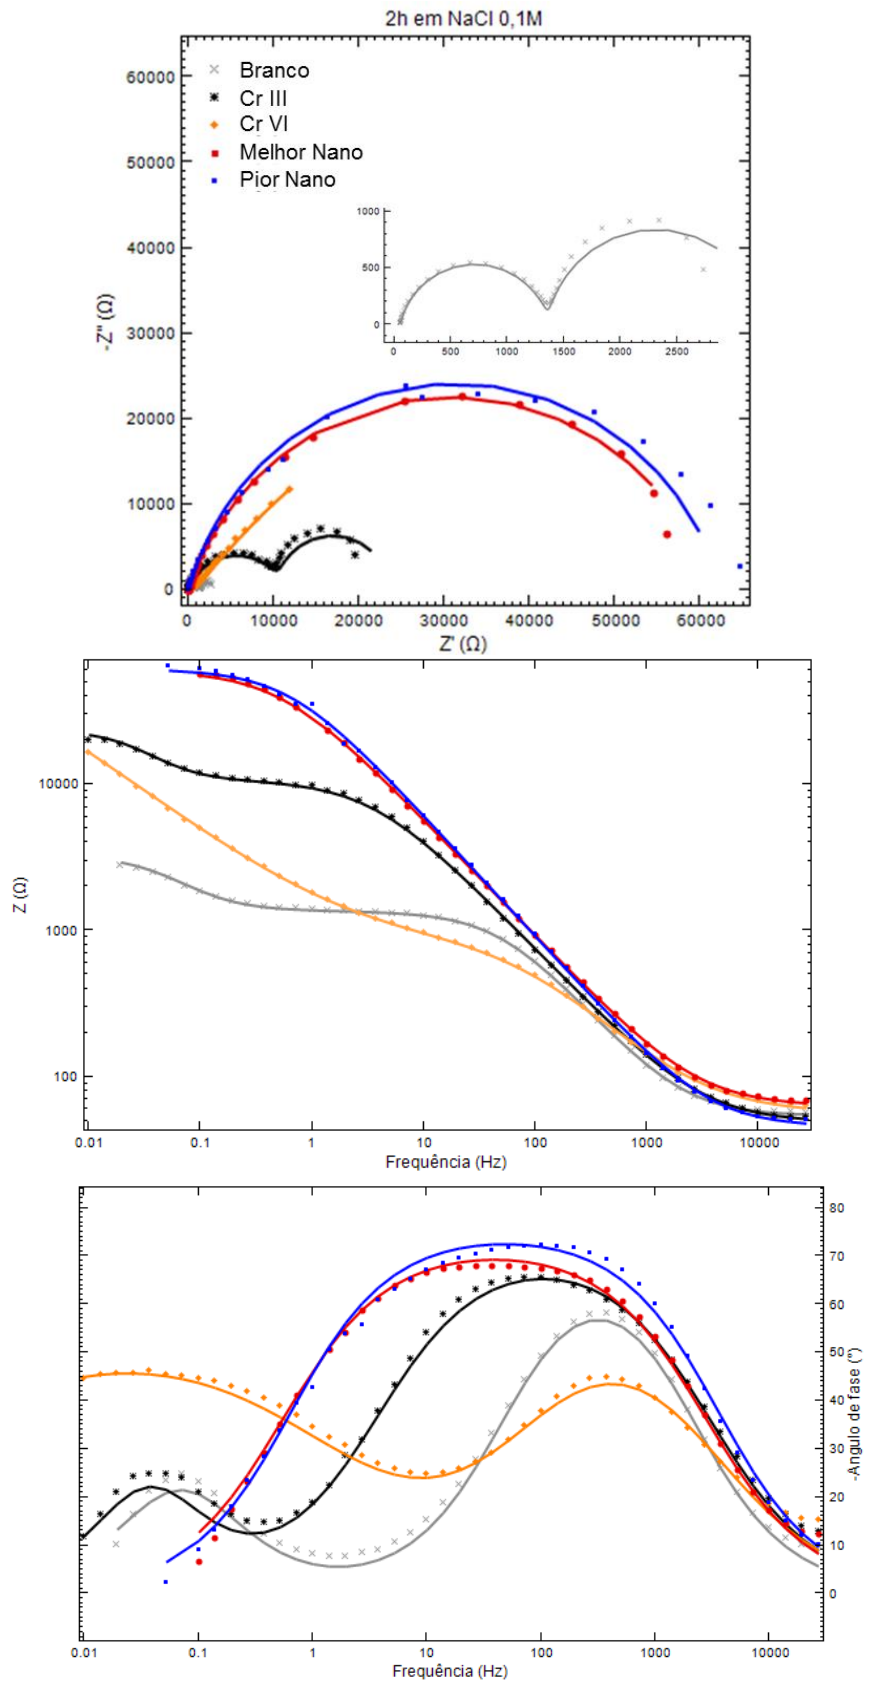 2h em NaCl 0,1M
Branco
Cr III
Cr VI
Melhor Nano
Pior Nano
60000
50000
40000
30000
20000
10000
0
-Z'' (Ω)
1000
500
0
0 500 1000 1500 2000 2500
0 10000 20000 30000 40000 50000 60000
Z' (Ω)
10000
1000
100
Z (Ω)
0.01 0.1 1 10 100 1000 10000
Frequência (Hz)
80
70
60
50
40
30
20
10
0
-Angulo de fase (°)
0.01 0.1 1 10 100 1000 10000
Frequência (Hz)